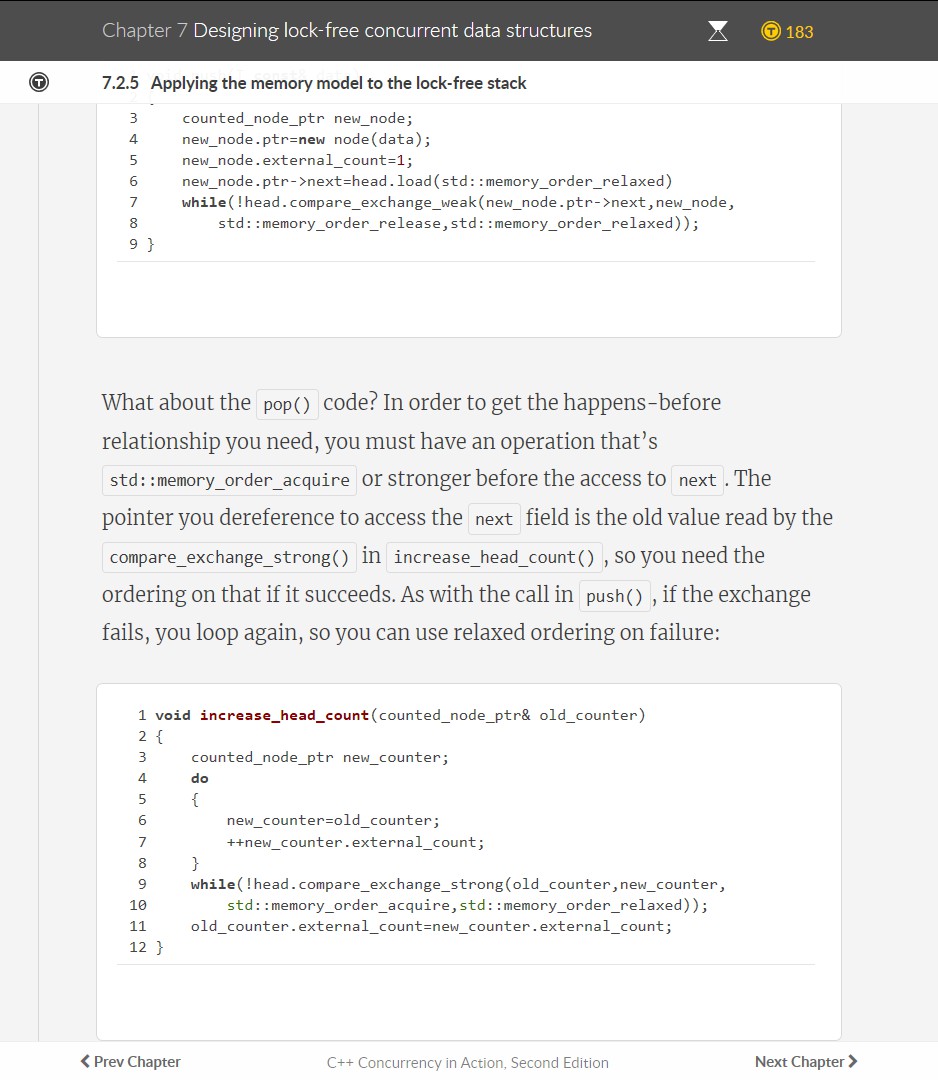 Chapter 7 Designing lock-free concurrent data structures
183
7.2.5 Applying the memory model to the lock-free stack
3 counted_node_ptr new_node;
4 new_node.ptr=new node(data);
5 new_node.external_count=1;
6 new_node.ptr->next=head.load(std::memory_order_relaxed)
7 while(!head.compare_exchange_weak(new_node.ptr->next,new_node,
8 std::memory_order_release,std::memory_order_relaxed));
9 }
What about the pop() code? In order to get the happens-before
relationship you need, you must have an operation that’s
std::memory_order_acquire or stronger before the access to next. The
pointer you dereference to access the next field is the old value read by the
compare_exchange_strong() in increase_head_count(), so you need the
ordering on that if it succeeds. As with the call in push(), if the exchange
fails, you loop again, so you can use relaxed ordering on failure:
1 void increase_head_count(counted_node_ptr& old_counter)
2 {
3 counted_node_ptr new_counter;
4 do
5 {
6 new_counter=old_counter;
7 ++new_counter.external_count;
8 }
9 while(!head.compare_exchange_strong(old_counter,new_counter,
10 std::memory_order_acquire,std::memory_order_relaxed));
11 old_counter.external_count=new_counter.external_count;
12 }
Prev Chapter
C++ Concurrency in Action, Second Edition
Next Chapter